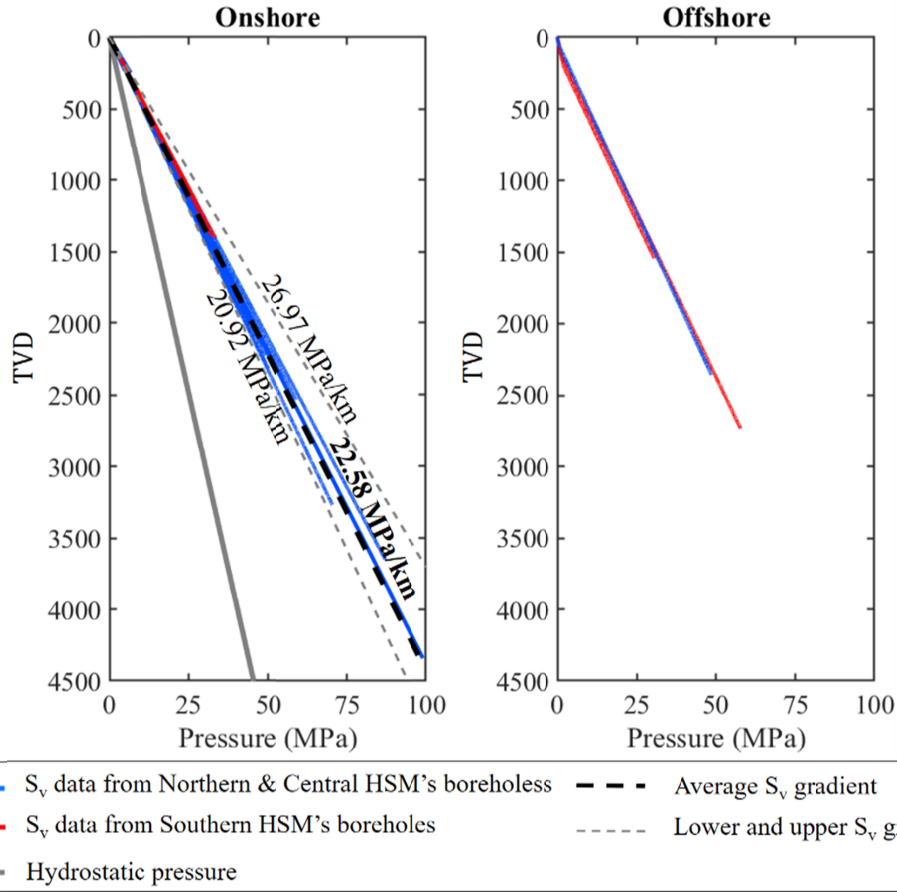 Onshore
Offshore
0
500
1000
1500
2000
2500
3000
3500
4000
4500
TVD
20.92 MPa/km
26.97 MPa/km
22.58 MPa/km
0 25 50 75 100
Pressure (MPa)
0
500
1000
1500
2000
2500
3000
3500
4000
4500
TVD
0 25 50 75 100
Pressure (MPa)
Sv data from Northern & Central HSM's boreholess
Average Sv gradient
Sv data from Southern HSM's boreholes
Lower and upper Sv g
Hydrostatic pressure